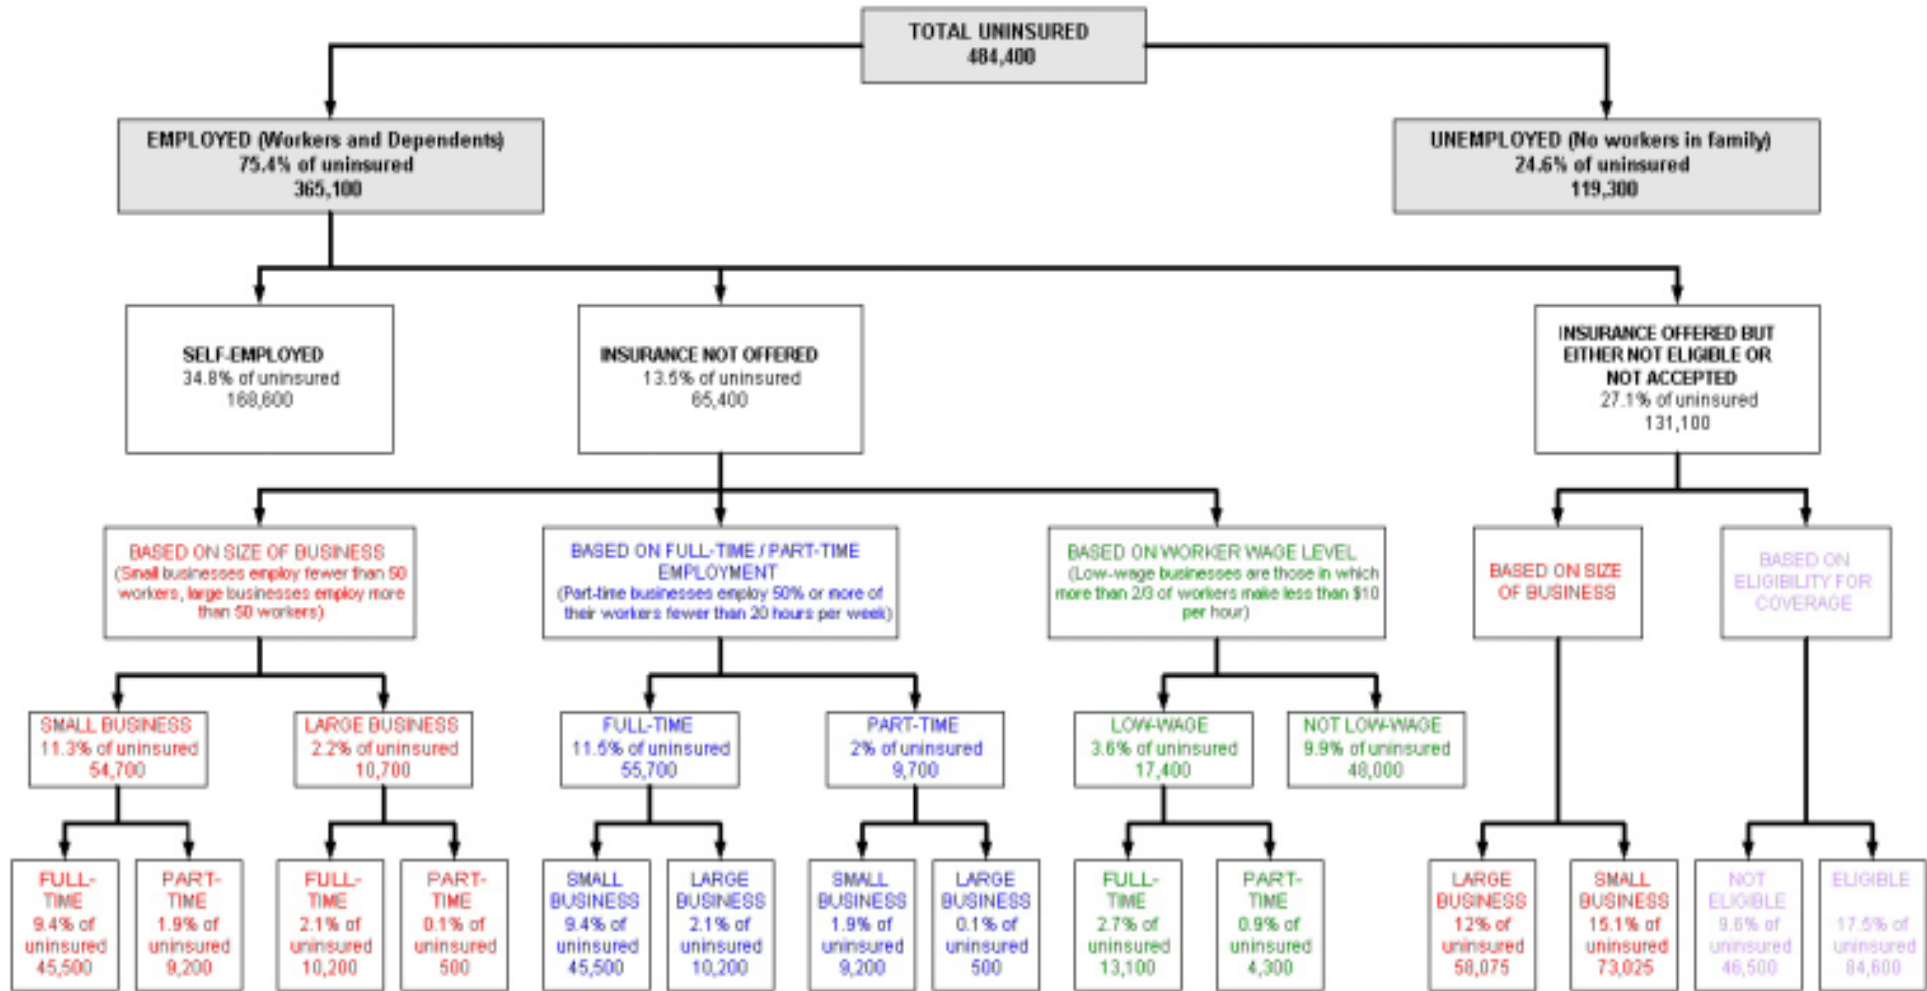 TOTAL UNINSURED
484,400
EMPLOYED (Workers and Dependents)
75.4% of uninsured
365,100
UNEMPLOYED (No workers in family)
24.6% of uninsured
119,300
SELF-EMPLOYED
34.8% of uninsured
168,600
INSURANCE NOT OFFERED
13.5% of uninsured
65,400
INSURANCE OFFERED BUT
EITHER NOT ELIGIBLE OR
NOT ACCEPTED
27.1% of uninsured
131,100
BASED ON SIZE OF BUSINESS
(Small businesses employ fewer than 50
workers, large businesses employ more
than 50 workers)
BASED ON FULL-TIME / PART-TIME
EMPLOYMENT
(Part-time businesses employ 50% or more of
their workers fewer than 20 hours per week)
BASED ON WORKER WAGE LEVEL
(Low-wage businesses are those in which
more than 2/3 of workers make less than $10
per hour)
BASED ON SIZE
OF BUSINESS
BASED ON
ELIGIBILITY FOR
COVERAGE
SMALL BUSINESS
11.3% of uninsured
54,700
LARGE BUSINESS
2.2% of uninsured
10,700
FULL-TIME
11.5% of uninsured
55,700
PART-TIME
2% of uninsured
9,700
LOW-WAGE
3.6% of uninsured
17,400
NOT LOW-WAGE
9.9% of uninsured
48,000
FULL-
TIME
9.4% of
uninsured
45,500
PART-
TIME
1.9% of
uninsured
9,200
FULL-
TIME
2.1% of
uninsured
10,200
PART-
TIME
0.1% of
uninsured
500
SMALL
BUSINESS
9.4% of
uninsured
45,500
LARGE
BUSINESS
2.1% of
uninsured
10,200
SMALL
BUSINESS
1.9% of
uninsured
9,200
LARGE
BUSINESS
0.1% of
uninsured
500
FULL-
TIME
2.7% of
uninsured
13,100
PART-
TIME
0.9% of
uninsured
4,300
LARGE
BUSINESS
12% of
uninsured
58,075
SMALL
BUSINESS
15.1% of
uninsured
73,025
NOT
ELIGIBLE
9.6% of
uninsured
46,500
ELIGIBLE
17.5% of
uninsured
84,600